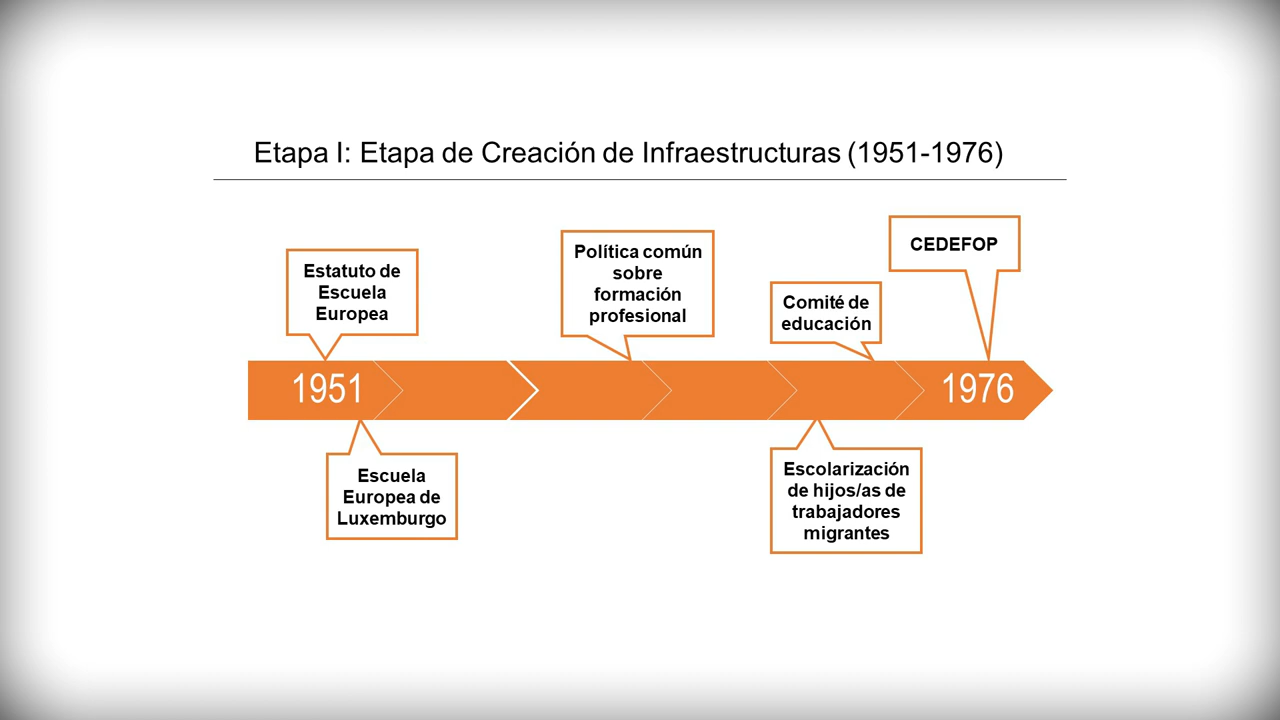 Etapa I: Etapa de Creación de Infraestructuras (1951-1976)
Estatuto de
Escuela
Europea
Política común
sobre
formación
profesional
Comité de
educación
CEDEFOP
1951
1976
Escuela
Europea de
Luxemburgo
Escolarización
de hijos/as de
trabajadores
migrantes